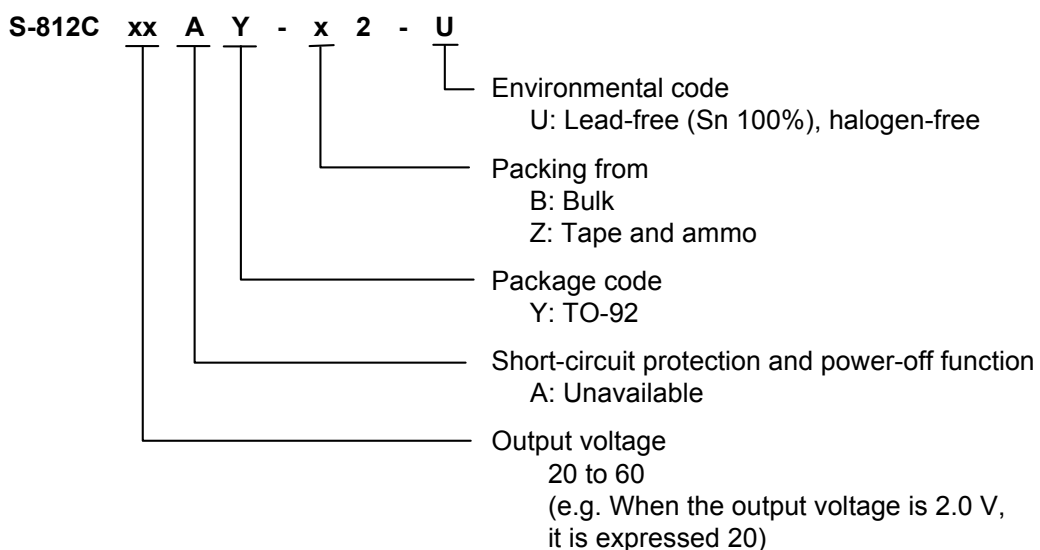 S-812C xx A Y - x 2 - U
Environmental code
U: Lead-free (Sn 100%), halogen-free
Packing from
B: Bulk
Z: Tape and ammo
Package code
Y: TO-92
Short-circuit protection and power-off function
A: Unavailable
Output voltage
20 to 60
(e.g. When the output voltage is 2.0 V,
it is expressed 20)